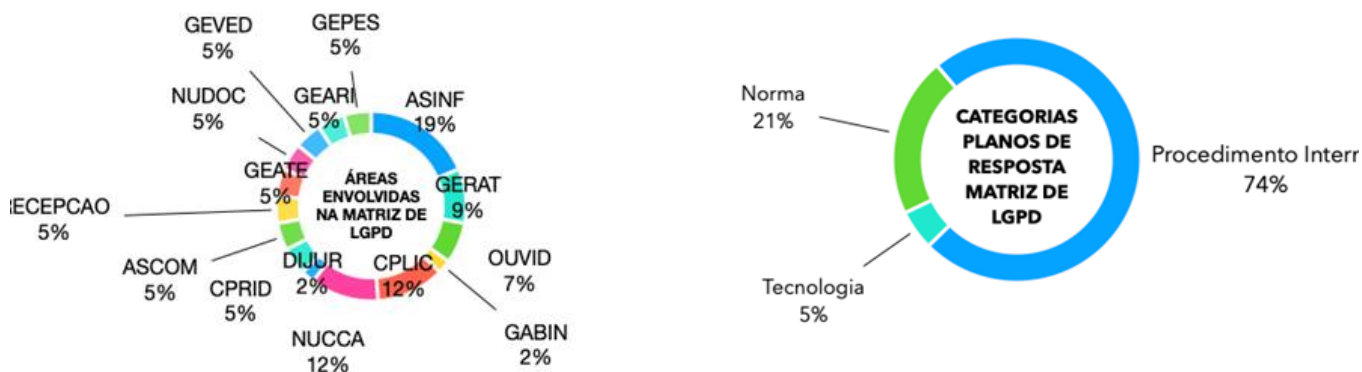 GEVED
5%
GEPES
5%
NUDOC
5%
GEARI
5%
ASINF
19%
GEATE
5%
ÁREAS
ENVOLVIDAS
NA MATRIZ DE
LGPD
GERAT
9%
ECEPCAO
5%
ASCOM
5%
CPRID
5%
DIJUR
2%
CPLIC
12%
OUVID
7%
NUCCA
12%
GABIN
2%
Norma
21%
CATEGORIAS
PLANOS DE
RESPOSTA
MATRIZ DE
LGPD
Procedimento Interr
74%
Tecnologia
5%